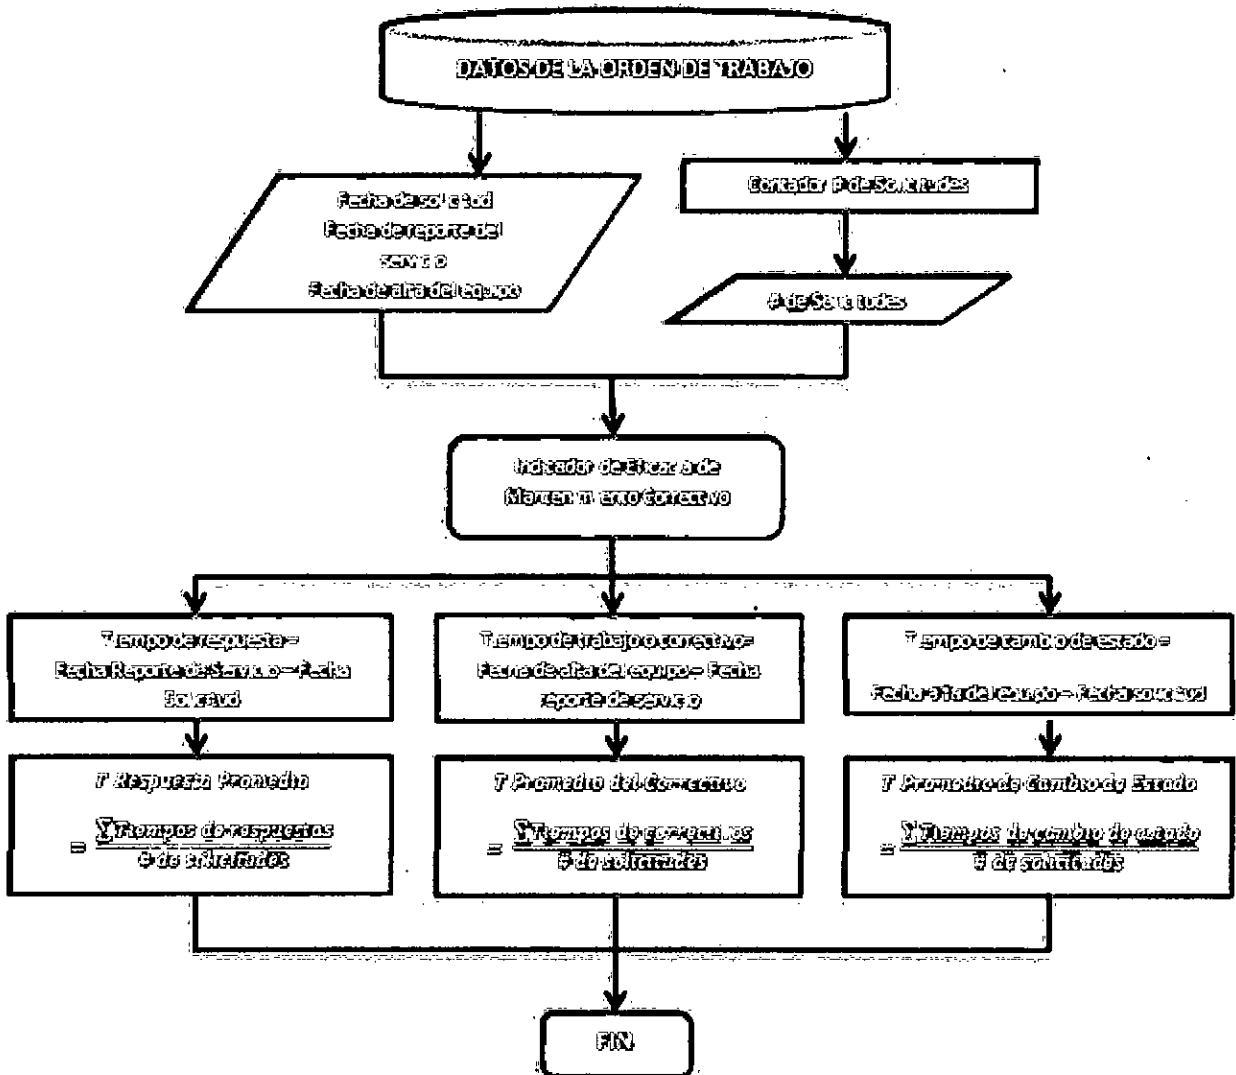 DATOS DE LA ORDEN DE TRABAJO
Fecha de solicitud
Fecha de reporte del
servicio
Fecha de alta del equipo
Contador # de Solicitudes
# de Solicitudes
Indicador de Eficacia de
Mantenimiento Correctivo
Tiempo de respuesta =
Fecha Reporte de Servicio – Fecha
Solicitud
Tiempo de trabajo o correctivo=
Fecha de alta del equipo – Fecha
reporte de servicio
Tiempo de cambio de estado =
Fecha alta del equipo – Fecha solicitud
T Respuesta Promedio
= ∑Tiempos de respuestas
# de solicitudes
T Promedio del Correctivo
= ∑Tiempos de correctivos
# de solicitudes
T Promedio de Cambio de Estado
= ∑Tiempos de cambio de estado
# de solicitudes
FIN